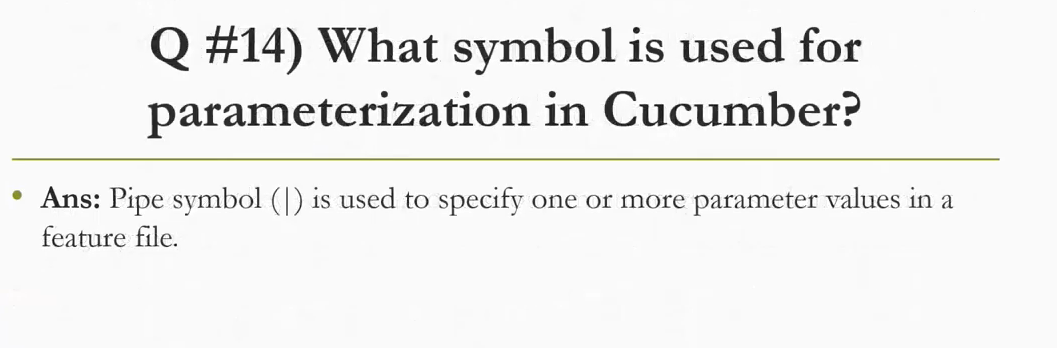 Q #14) What symbol is used for
parameterization in Cucumber?
• Ans: Pipe symbol (|) is used to specify one or more parameter values in a
feature file.